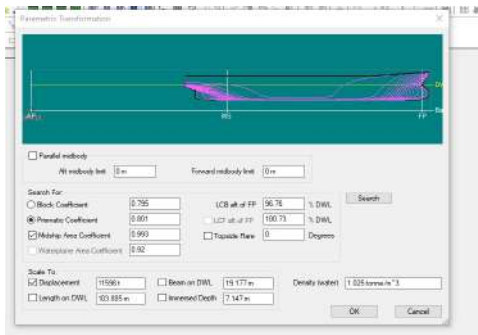 Parametric Transformation
MS
FP
Parallel midbody
Aft midbody limit 0 m Forward midbody limit 0 m
Search For:
Block Coefficient 0.795 LCB aft of FP 96.76 % DWL Search
Prismatic Coefficient 0.801 LCF aft of FP 100.73 % DWL
Midship Area Coefficient 0.993 Topside Flare 0 Degrees
Waterplane Area Coefficient 0.92
Scale To:
Displacement 11598 t Beam on DWL 19.177 m Density (water) 1.025 tonne/m^3
Length on DWL 103.885 m Immersed Depth 7.147 m
OK Cancel